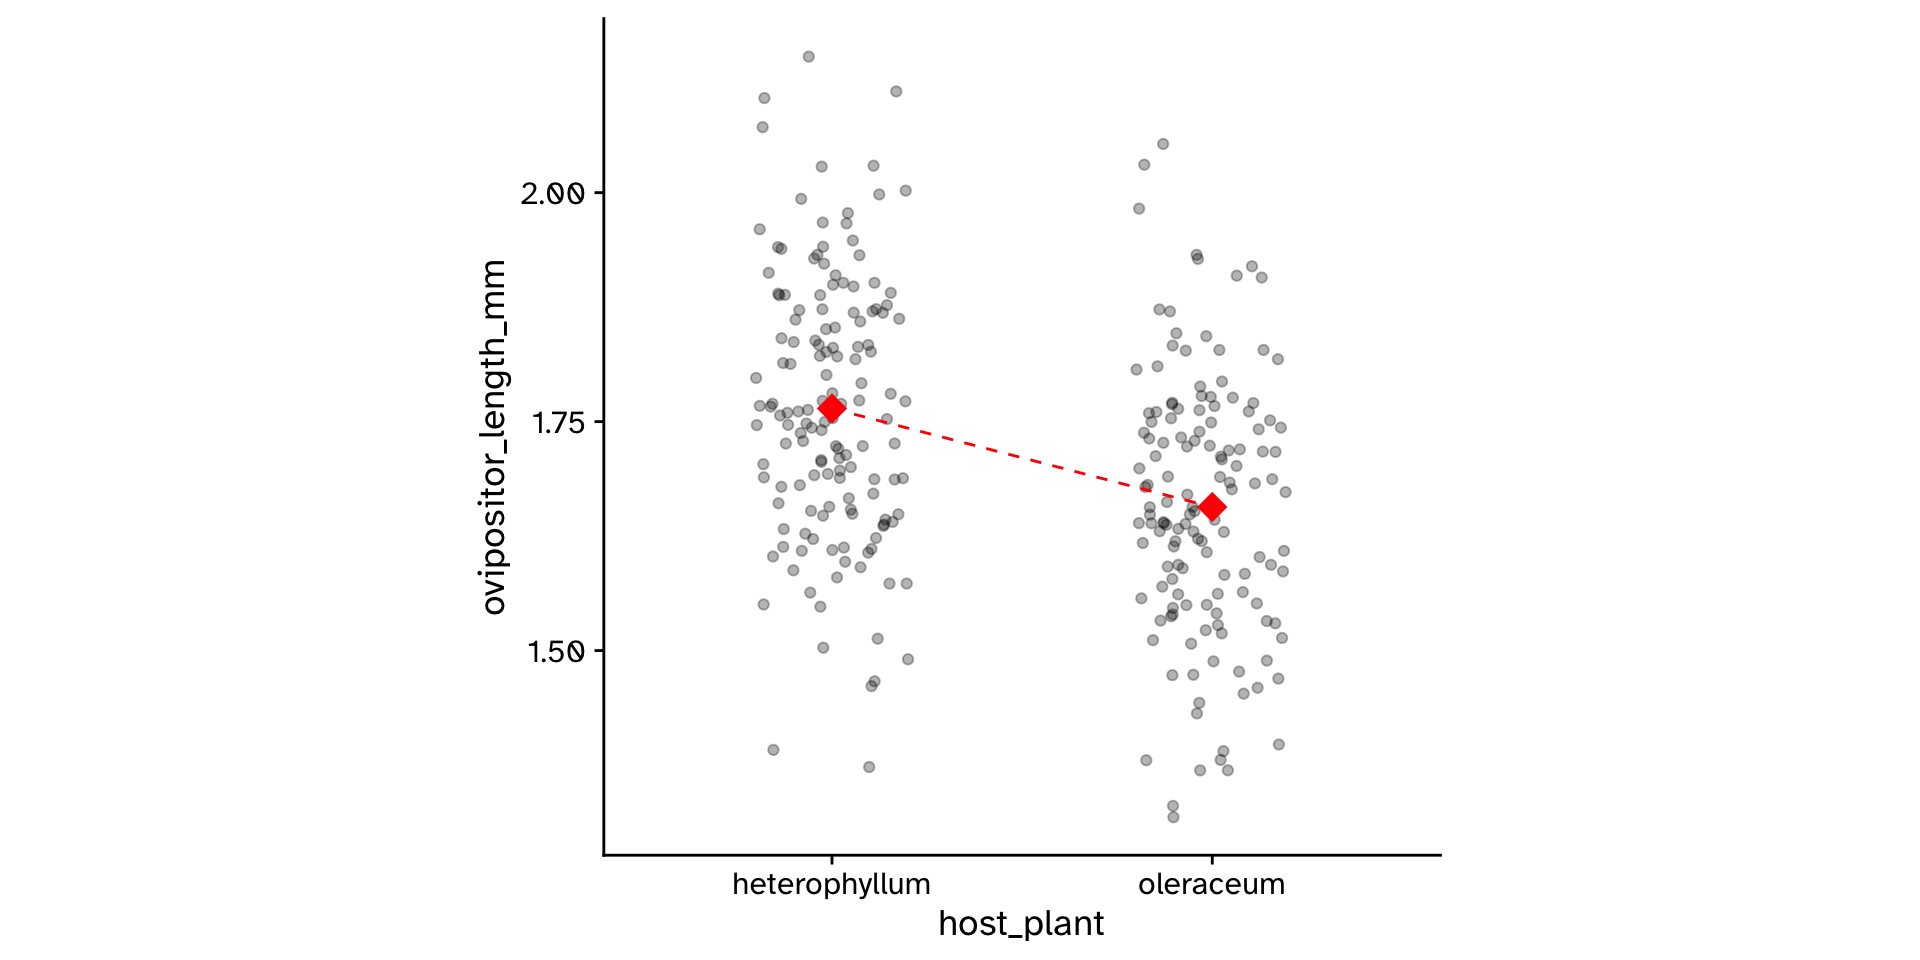 ovipositor_length_mm
2.00
1.75
1.50
heterophyllum
oleraceum
host_plant